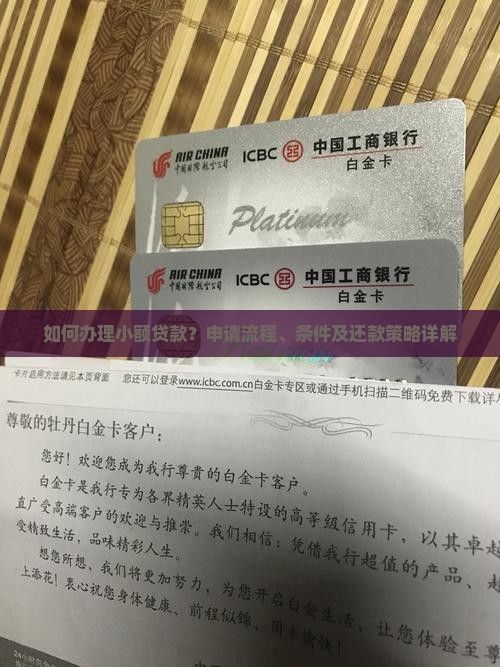 AIR CHINA ICBC 中国工商银行
中国国际航空公司 白金卡
Platinum
AIR CHINA ICBC 中国工商银行
中国国际航空公司 白金卡
如何办理小额贷款？申请流程、条件及还款策略详解
卡片启用方法请见本页背面 您还可以登录www.icbc.com.cn白金卡专区或通过手机扫描二维码免费下载详
尊敬的牡丹白金卡客户：
您好！欢迎您成为我行尊贵的白金卡客户。
白金卡是我行专为各界精英人士特设的高等级信用卡，以其卓越
直广受高端客户的欢迎与推崇。我们相信：凭借我行超值的产品、超
受精致生活，品味精彩人生。
想您所想，我们将更加努力，为您开启白金生活，让您体验至尊
上添花！衷心祝您身体健康、前程似锦、用卡愉快！
24小时